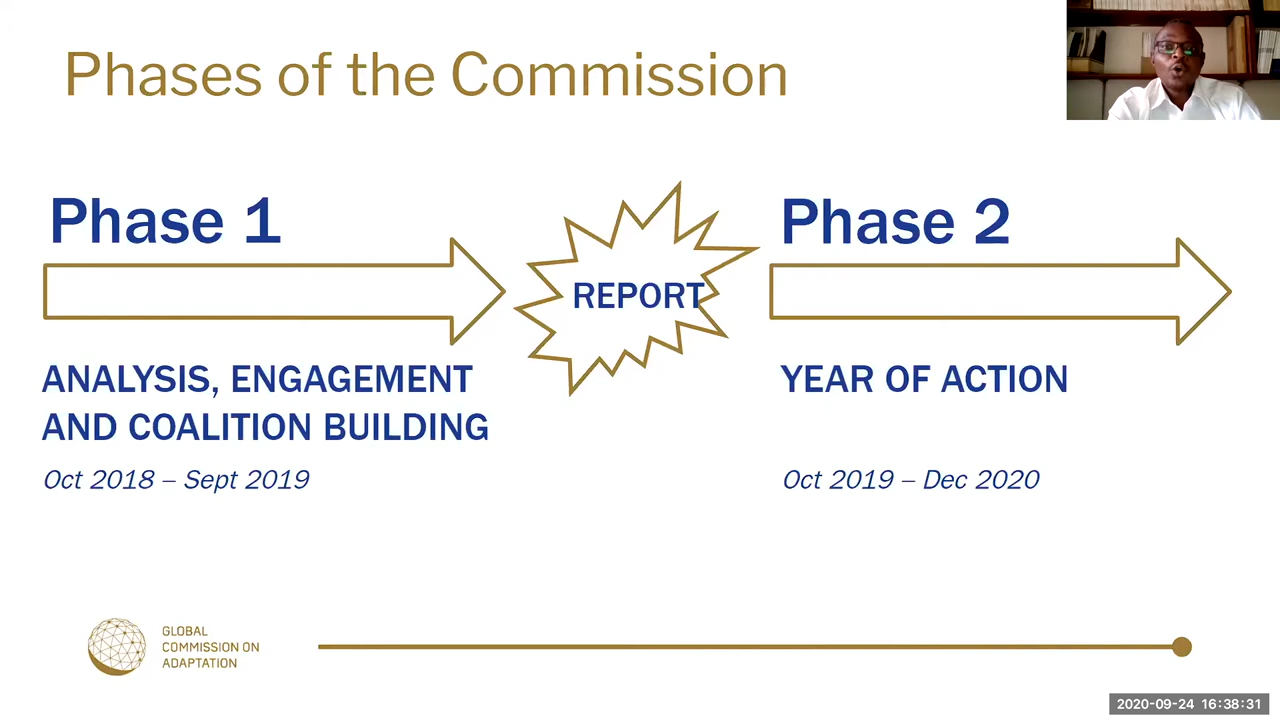 Phases of the Commission
Phase 1
REPORT
Phase 2
ANALYSIS, ENGAGEMENT
AND COALITION BUILDING
Oct 2018 – Sept 2019
YEAR OF ACTION
Oct 2019 – Dec 2020
GLOBAL
COMMISSION ON
ADAPTATION
2020-09-24 16:38:31